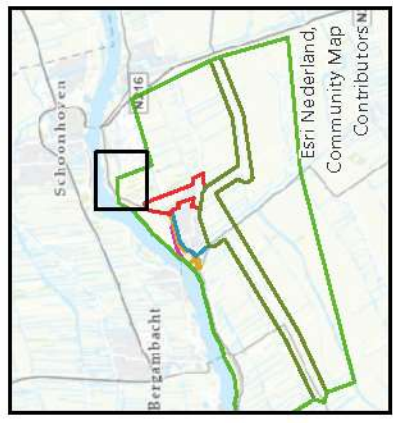 Schoonhoven
N216
Bergambacht
Esri Nederland,
Community Map
Contributors